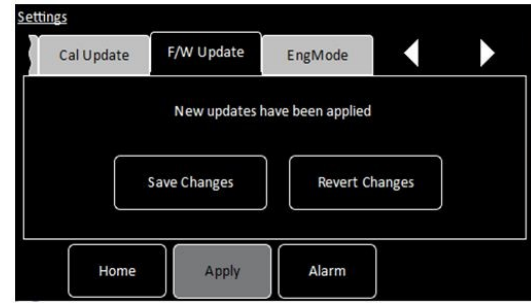 Settings
Cal Update F/W Update EngMode
New updates have been applied
Save Changes Revert Changes
Home Apply Alarm